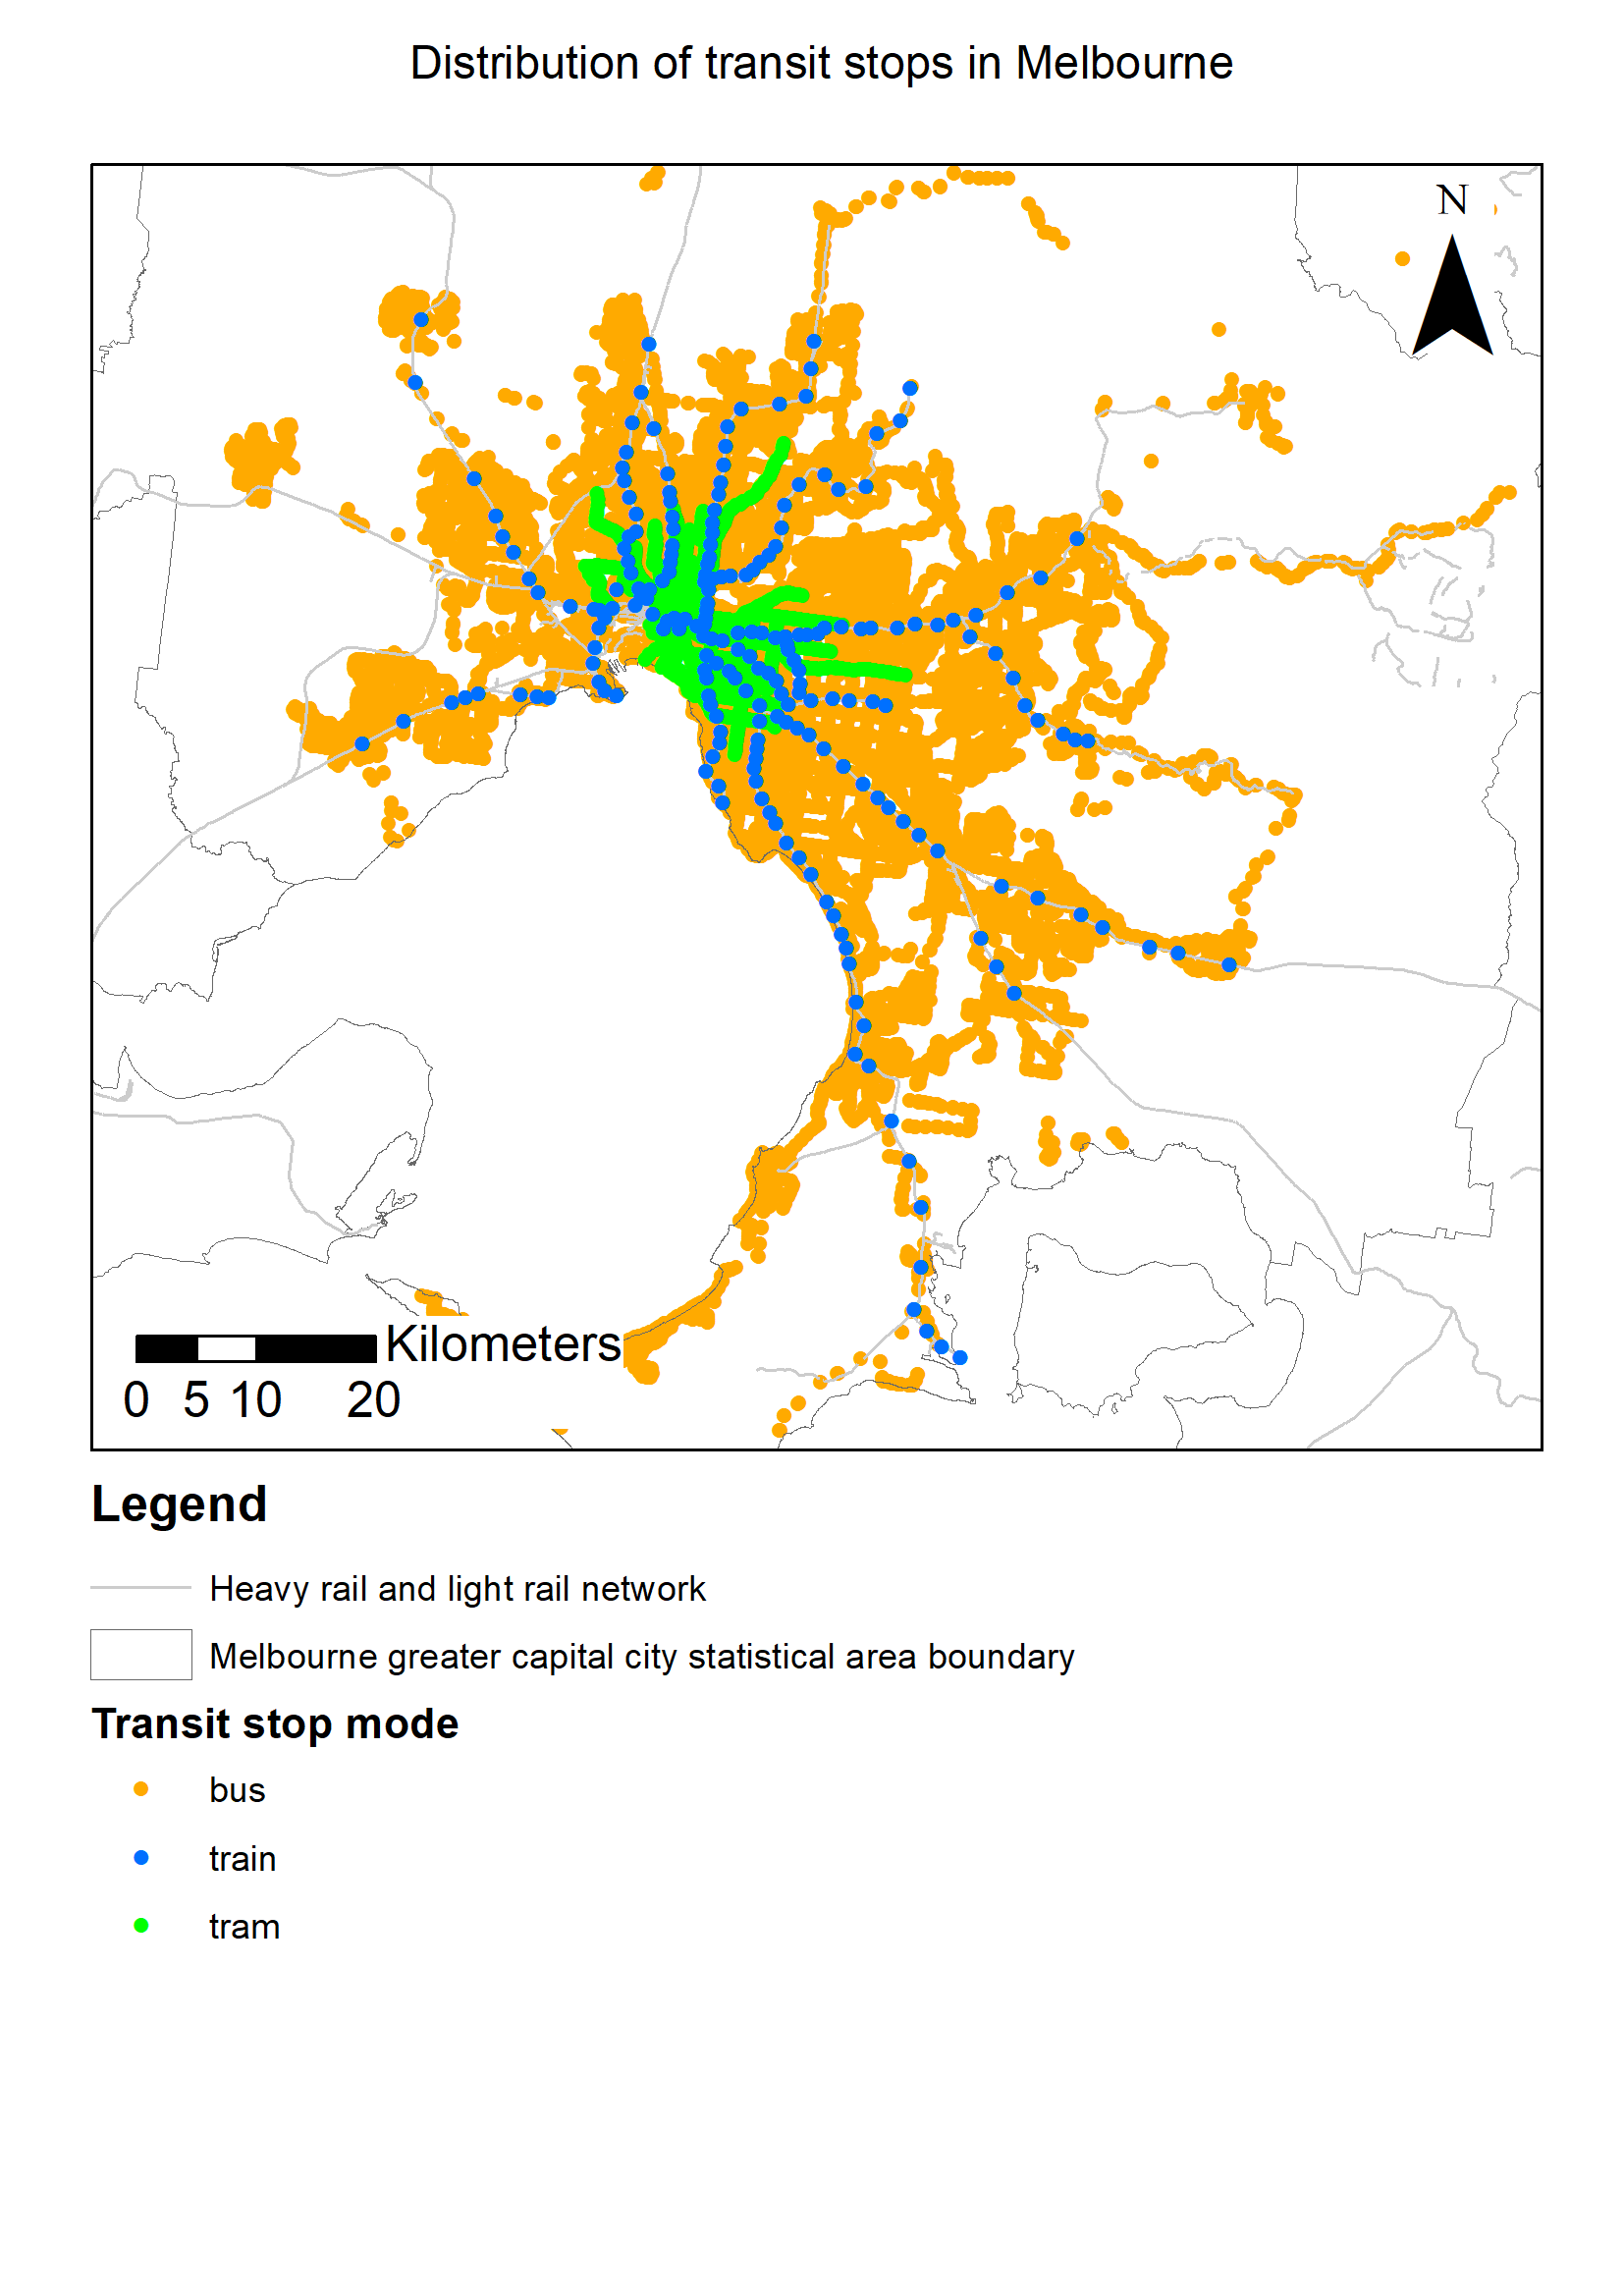 Distribution of transit stops in Melbourne
N
Kilometers
0 5 10 20
Legend
Heavy rail and light rail network
Melbourne greater capital city statistical area boundary
Transit stop mode
bus
train
tram